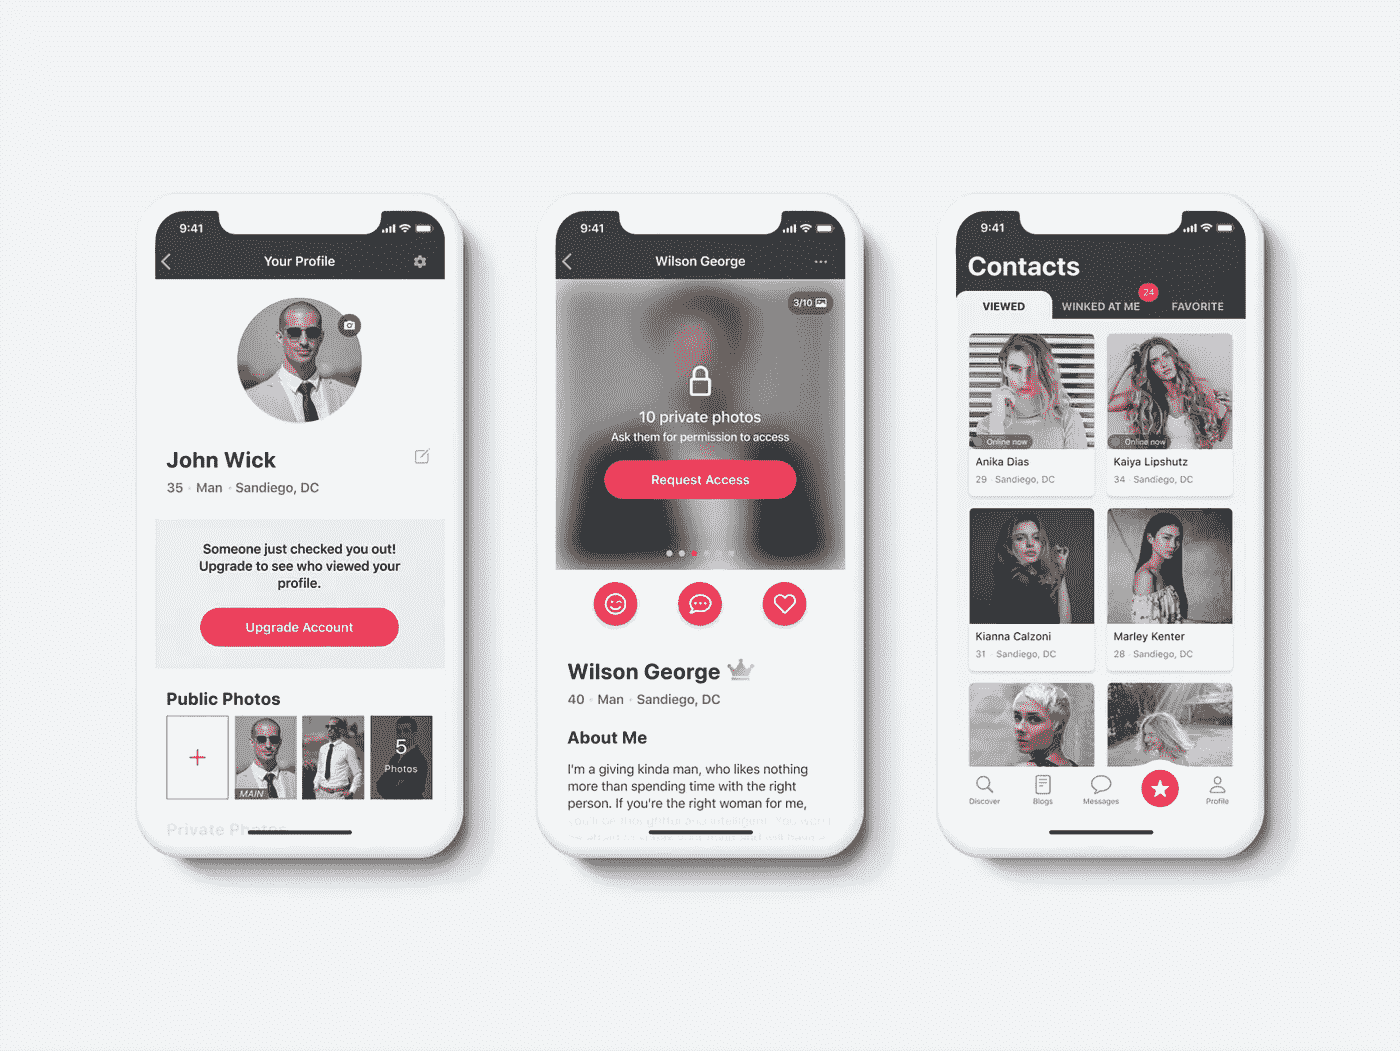 9:41
Your Profile
John Wick
35 · Man · Sandiego, DC
Someone just checked you out!
Upgrade to see who viewed your
profile.
Upgrade Account
Public Photos
MAIN
5
Photos
Private Photos
9:41
Wilson George
3/10
10 private photos
Ask them for permission to access
Request Access
Wilson George
40 · Man · Sandiego, DC
About Me
I'm a giving kinda man, who likes nothing
more than spending time with the right
person. If you're the right woman for me,
9:41
Contacts
VIEWED
WINKED AT ME
24
FAVORITE
Online now
Online now
Anika Dias
29 · Sandiego, DC
Kaiya Lipshutz
34 · Sandiego, DC
Kianna Calzoni
31 · Sandiego, DC
Marley Kenter
28 · Sandiego, DC
Discover
Blogs
Messages
Profile